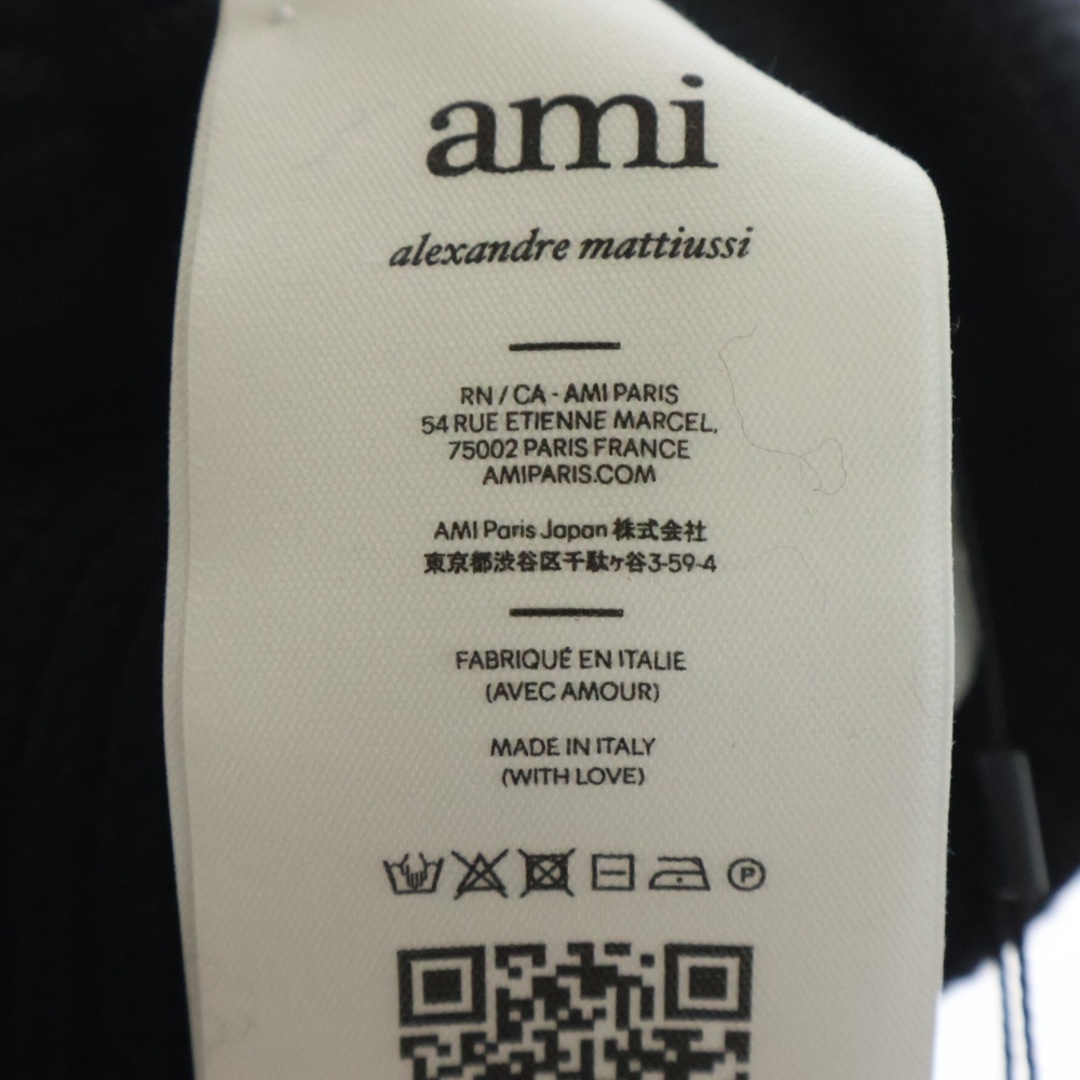 ami
alexandre mattiussi
RN / CA - AMI PARIS
54 RUE ETIENNE MARCEL,
75002 PARIS FRANCE
AMIPARIS.COM
AMI Paris Japan 株式会社
東京都渋谷区千駄ヶ谷3-59-4
FABRIQUÉ EN ITALIE
(AVEC AMOUR)
MADE IN ITALY
(WITH LOVE)
P